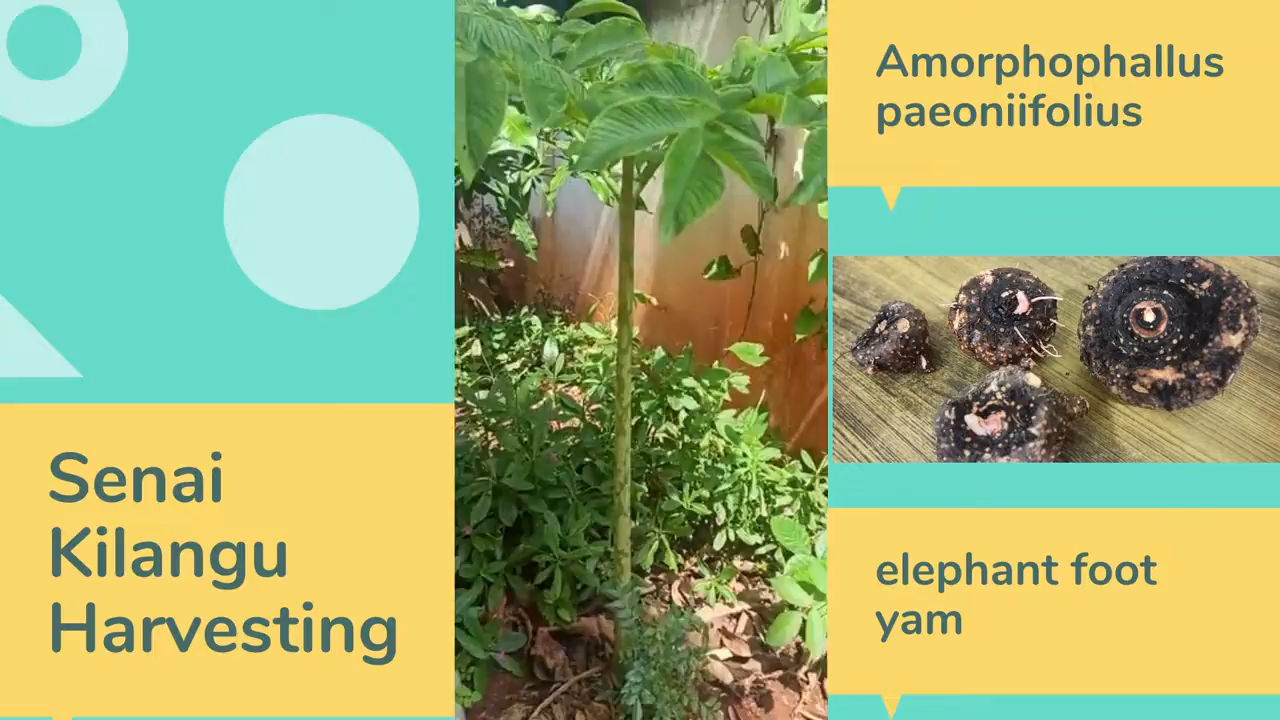 Senai
Kilangu
Harvesting
Amorphophallus
paeoniifolius
elephant foot
yam